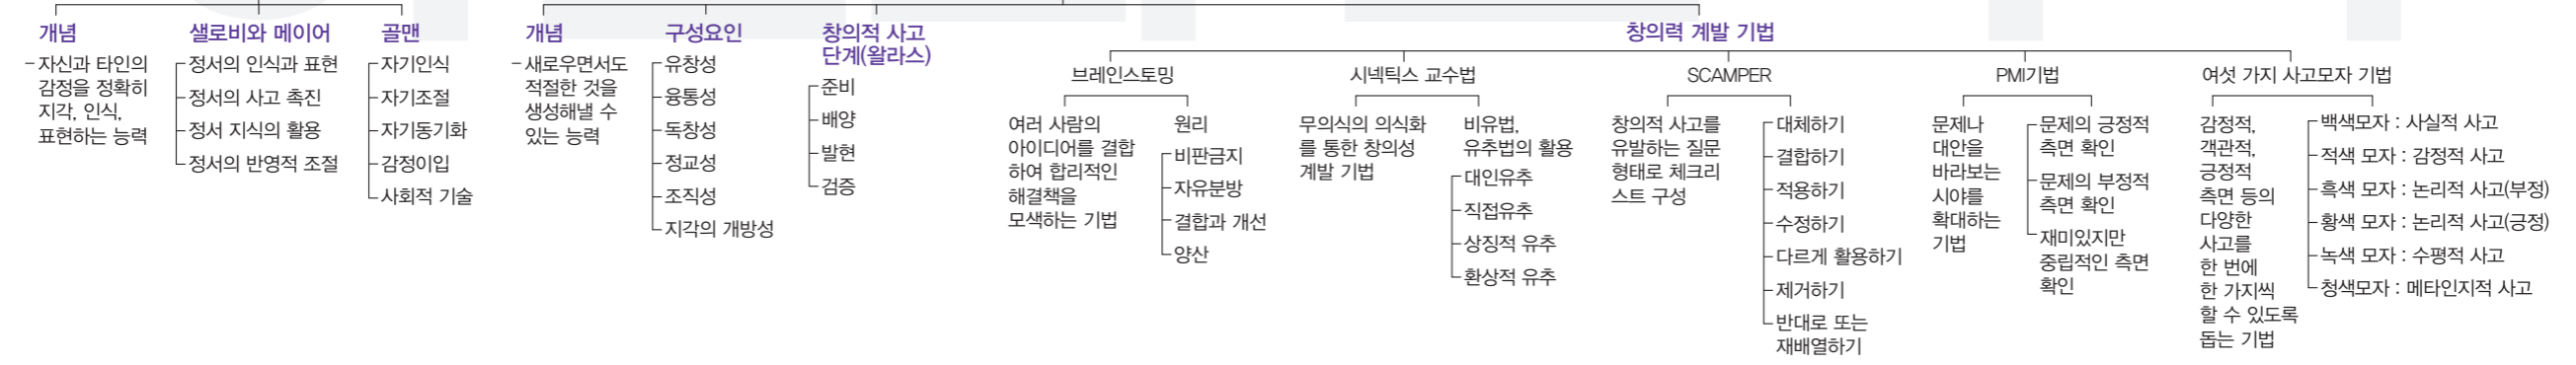 개념
자신과 타인의
감정을 정확히
지각, 인식,
표현하는 능력
샐로비와 메이어
정서의 인식과 표현
정서의 사고 촉진
정서 지식의 활용
정서의 반영적 조절
골맨
자기인식
자기조절
자기동기화
감정이입
사회적 기술
개념
새로우면서도
적절한 것을
생성해낼 수
있는 능력
구성요인
유창성
융통성
독창성
정교성
조직성
지각의 개방성
창의적 사고
단계(왈라스)
준비
배양
발현
검증
창의력 계발 기법
브레인스토밍
여러 사람의
아이디어를 결합
하여 합리적인
해결책을
모색하는 기법
원리
비판금지
자유분방
결합과 개선
양산
시넥틱스 교수법
무의식의 의식화
를 통한 창의성
계발 기법
비유법,
유추법의 활용
대인유추
직접유추
상징적 유추
환상적 유추
SCAMPER
창의적 사고를
유발하는 질문
형태로 체크리
스트 구성
대체하기
결합하기
적용하기
수정하기
다르게 활용하기
제거하기
반대로 또는
재배열하기
PMI기법
문제나
대안을
바라보는
시야를
확대하는
기법
문제의 긍정적
측면 확인
문제의 부정적
측면 확인
재미있지만
중립적인 측면
확인
여섯 가지 사고모자 기법
감정적,
객관적,
긍정적
측면 등의
다양한
사고를
한 번에
한 가지씩
할 수 있도록
돕는 기법
백색모자 : 사실적 사고
적색 모자 : 감정적 사고
흑색 모자 : 논리적 사고(부정)
황색 모자 : 논리적 사고(긍정)
녹색 모자 : 수평적 사고
청색모자 : 메타인지적 사고